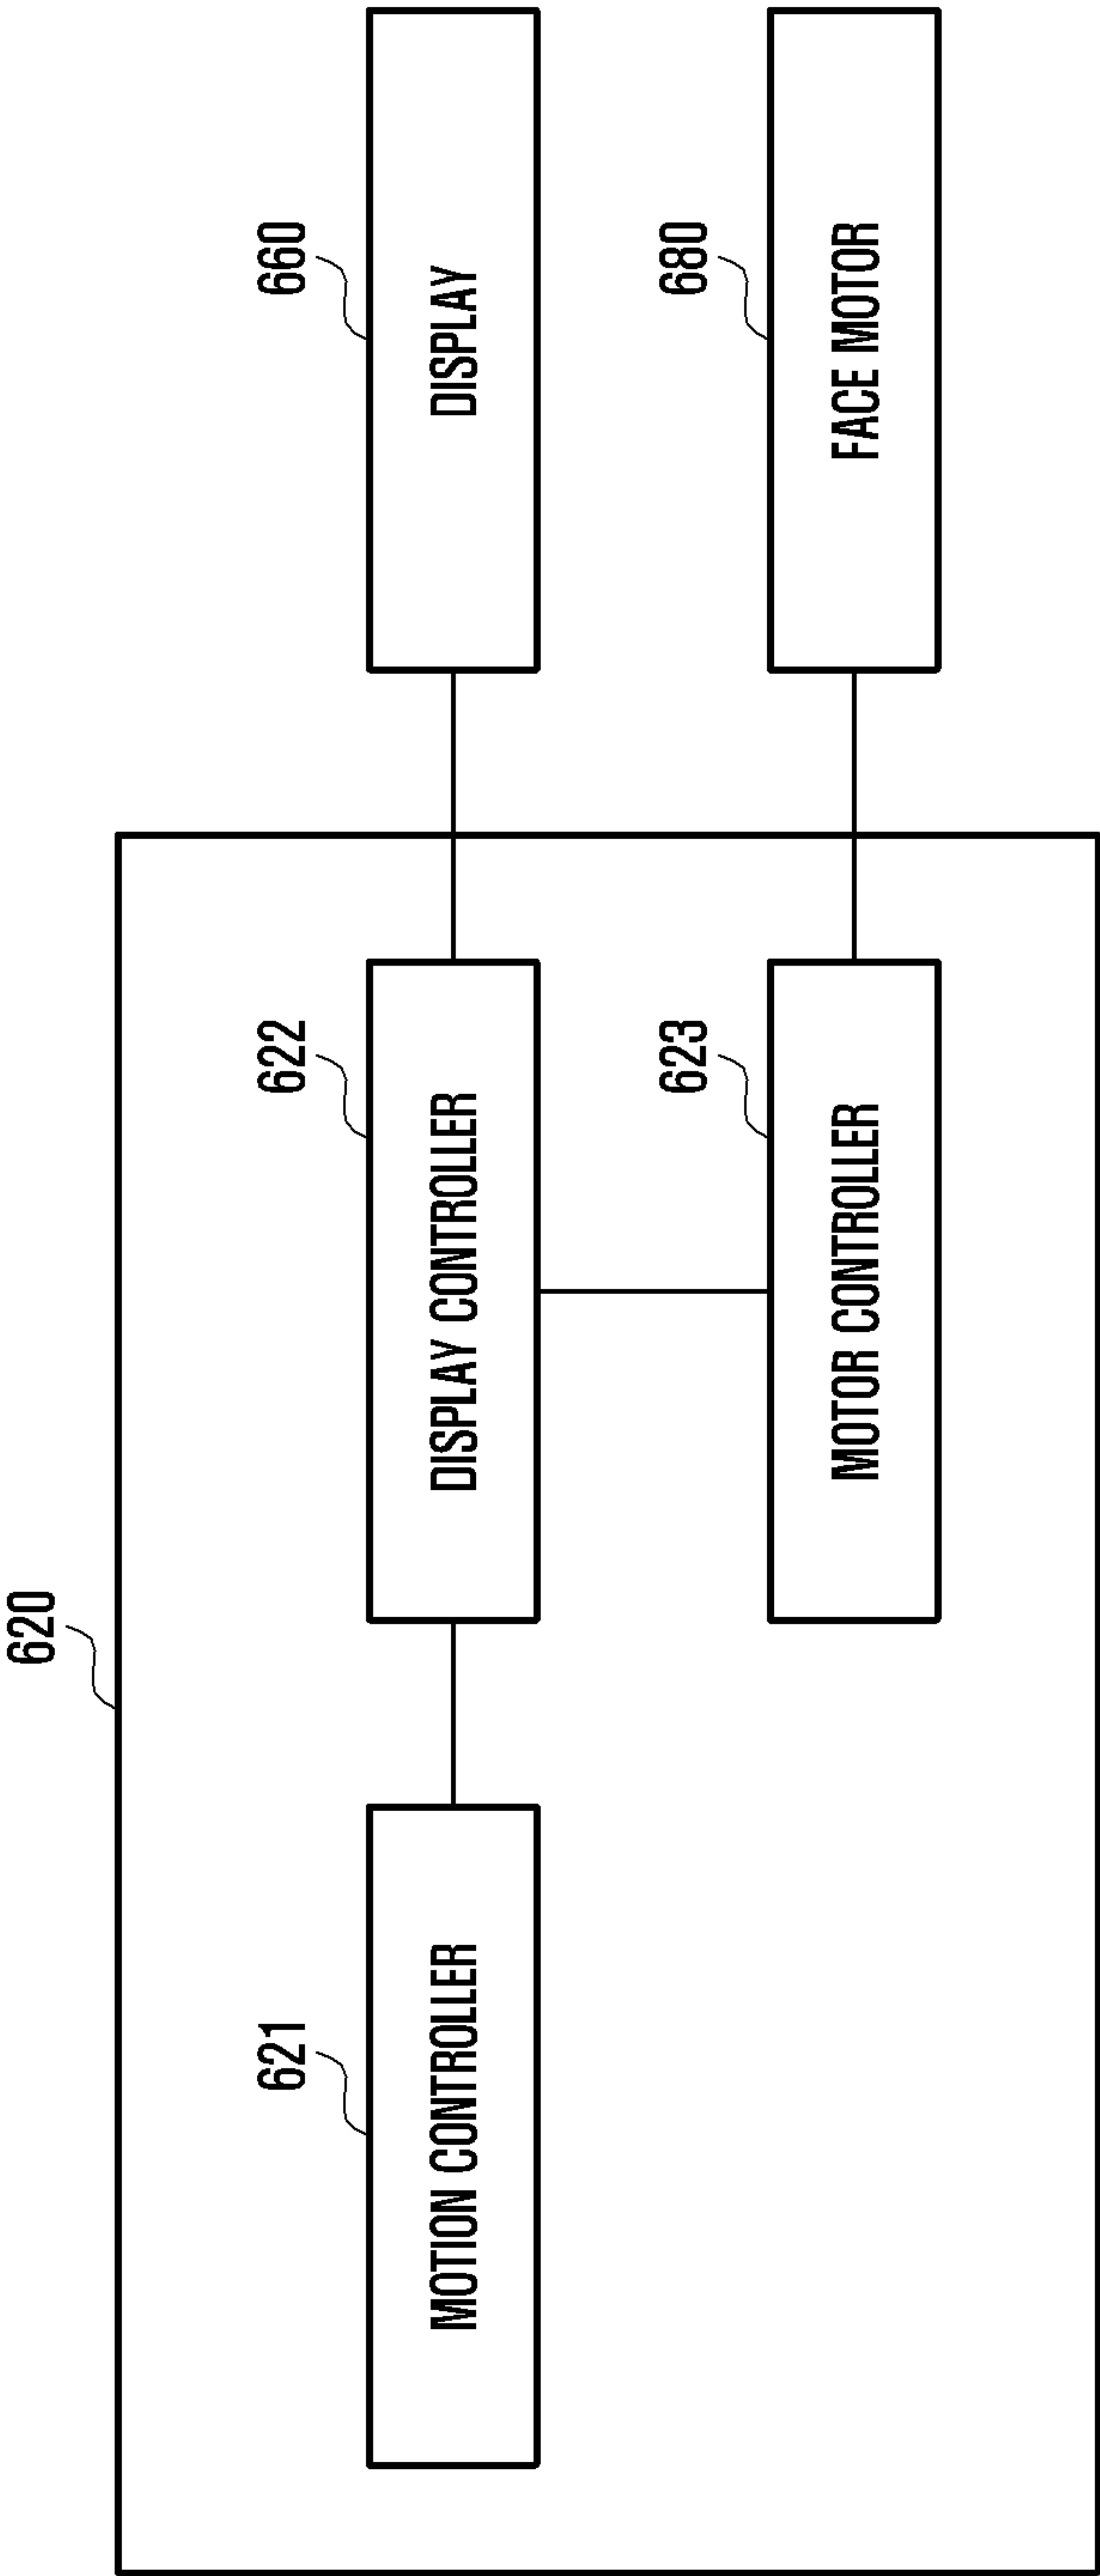 620
621
MOTION CONTROLLER
622
DISPLAY CONTROLLER
660
DISPLAY
623
MOTOR CONTROLLER
680
FACE MOTOR